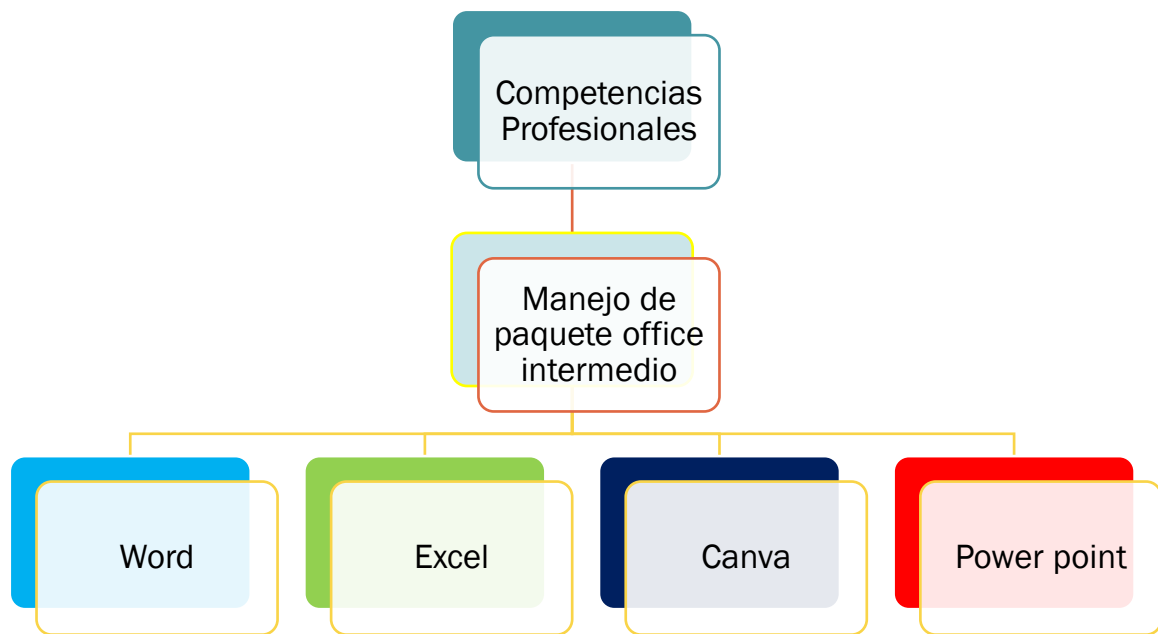 Competencias
Profesionales
Manejo de
paquete office
intermedio
Word
Excel
Canva
Power point